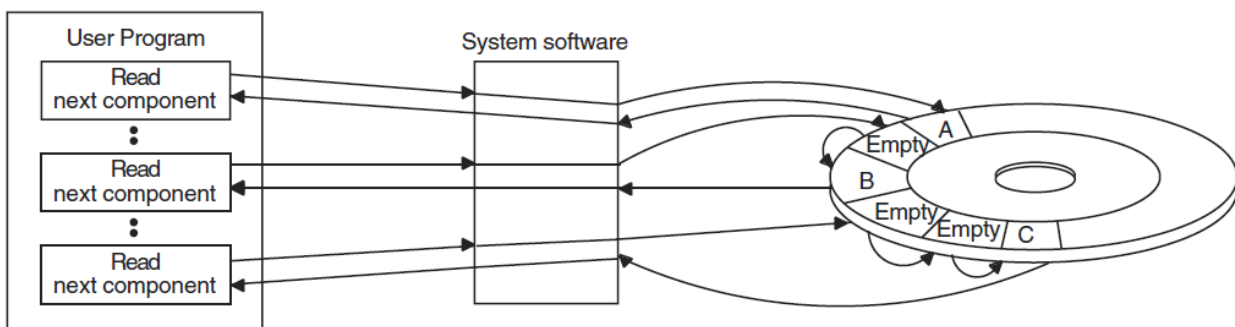 User Program
System software
Read
next component
Read
next component
Read
next component
A
Empty
B
Empty
Empty
C